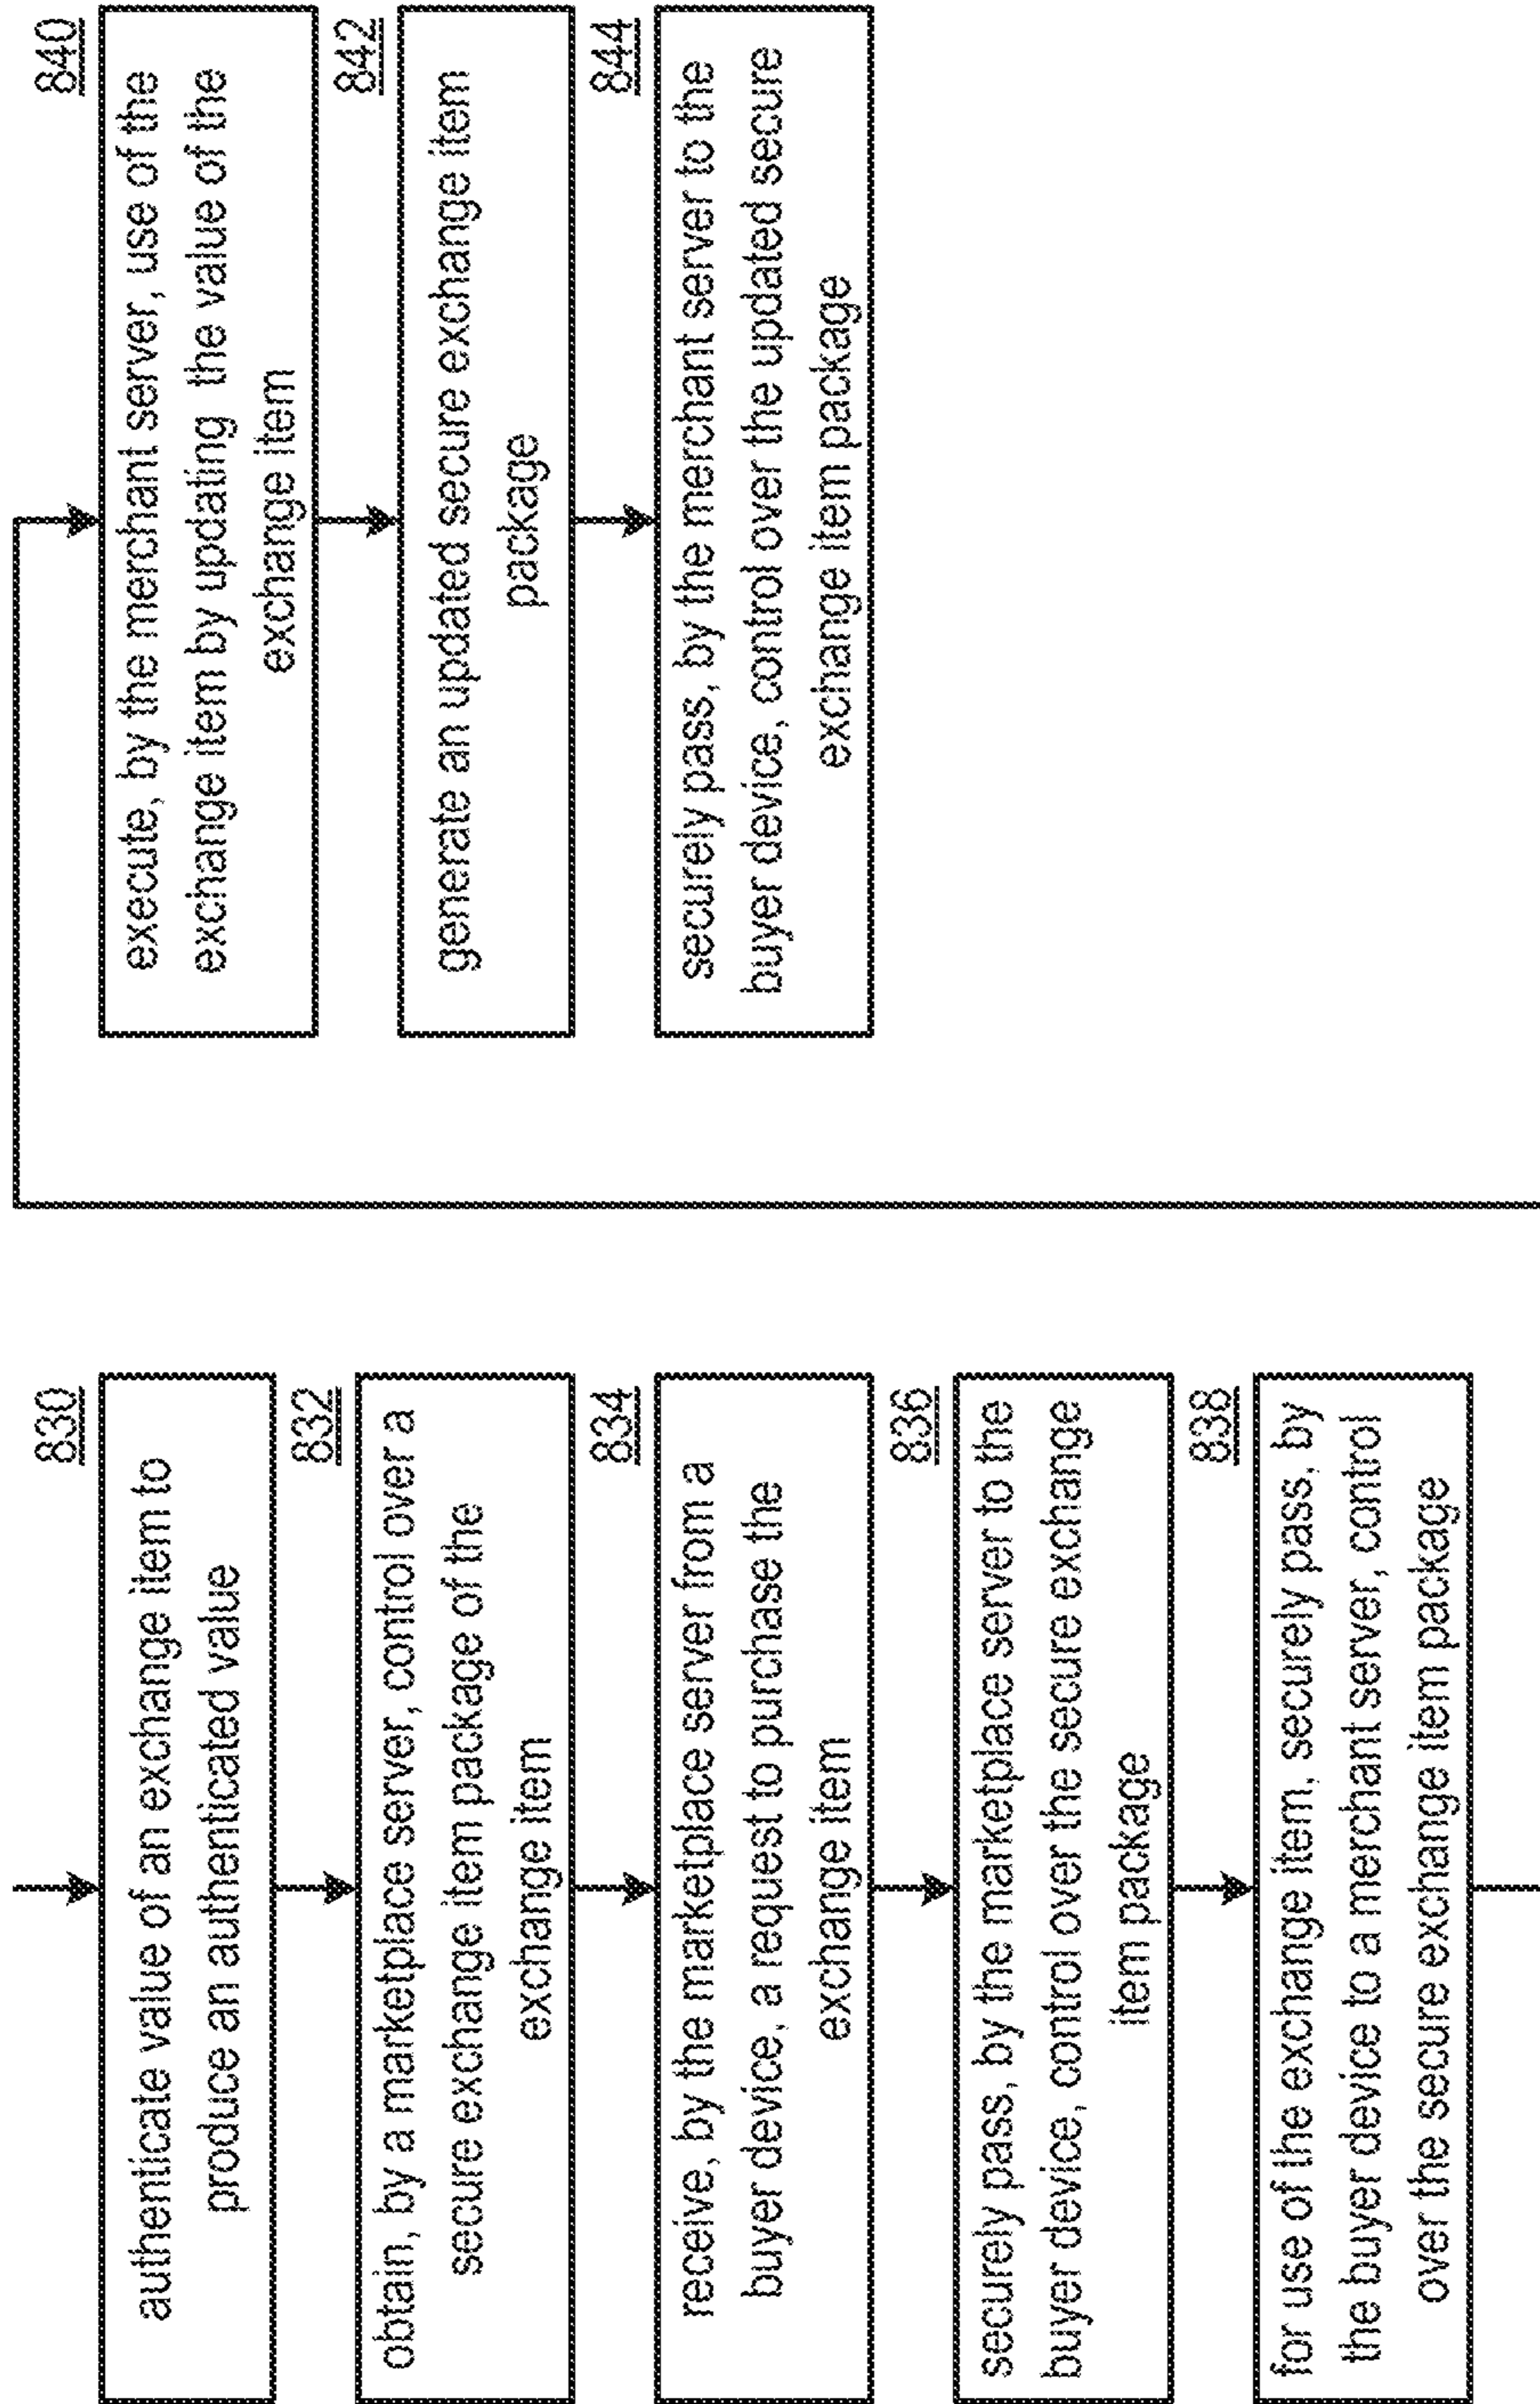 830
authenticate value of an exchange item to
produce an authenticated value
832
obtain, by a marketplace server, control over a
secure exchange item package of the
exchange item
834
receive, by the marketplace server from a
buyer device, a request to purchase the
exchange item
836
securely pass, by the marketplace server to the
buyer device, control over the secure exchange
item package
838
for use of the exchange item, securely pass, by
the buyer device to a merchant server, control
over the secure exchange item package
840
execute, by the merchant server, use of the
exchange item by updating the value of the
exchange item
842
generate an updated secure exchange item
package
844
securely pass, by the merchant server to the
buyer device, control over the updated secure
exchange item package